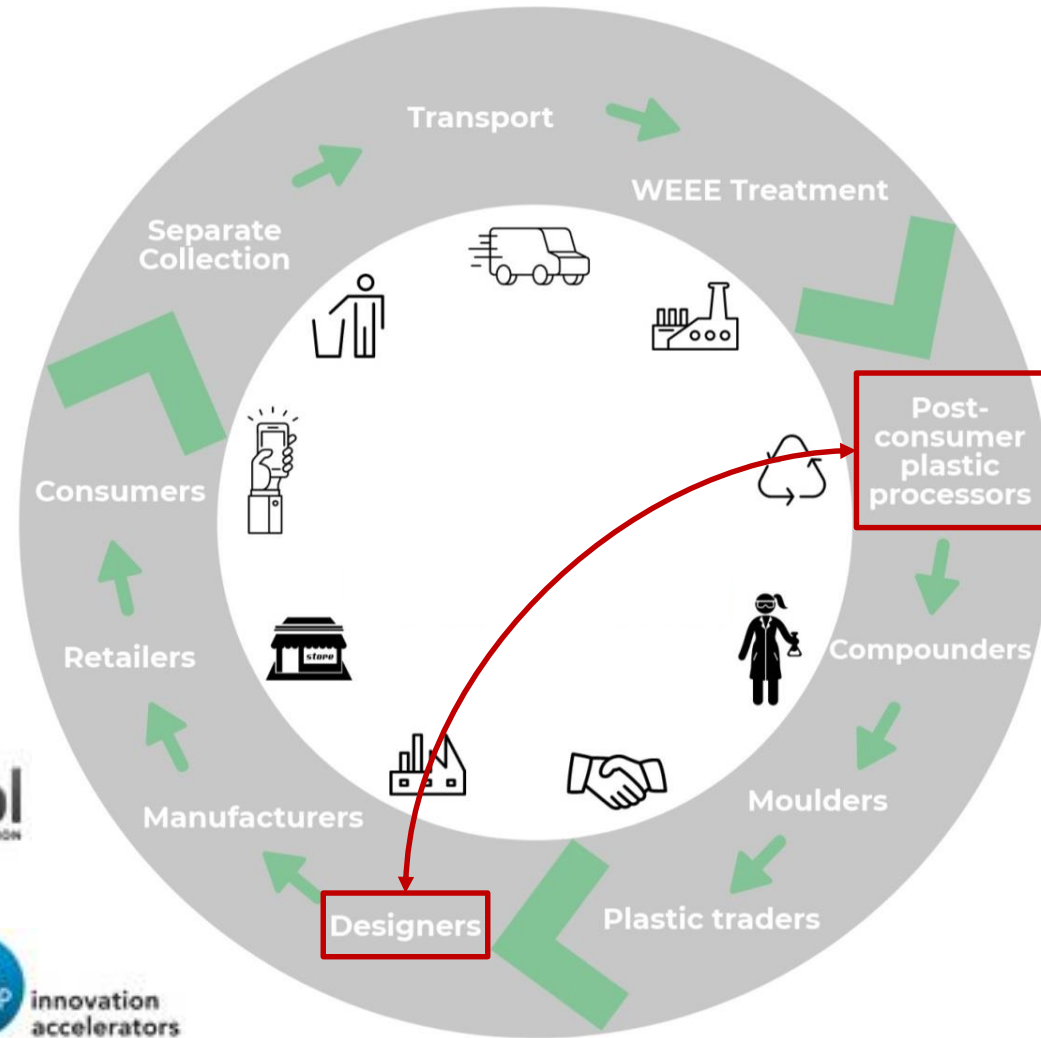 Transport
WEEE Treatment
Separate
Collection
Post-
consumer
plastic
processors
Consumers
store
Retailers
Compounders
Manufacturers
Moulders
Designers
Plastic traders
innovation
accelerators